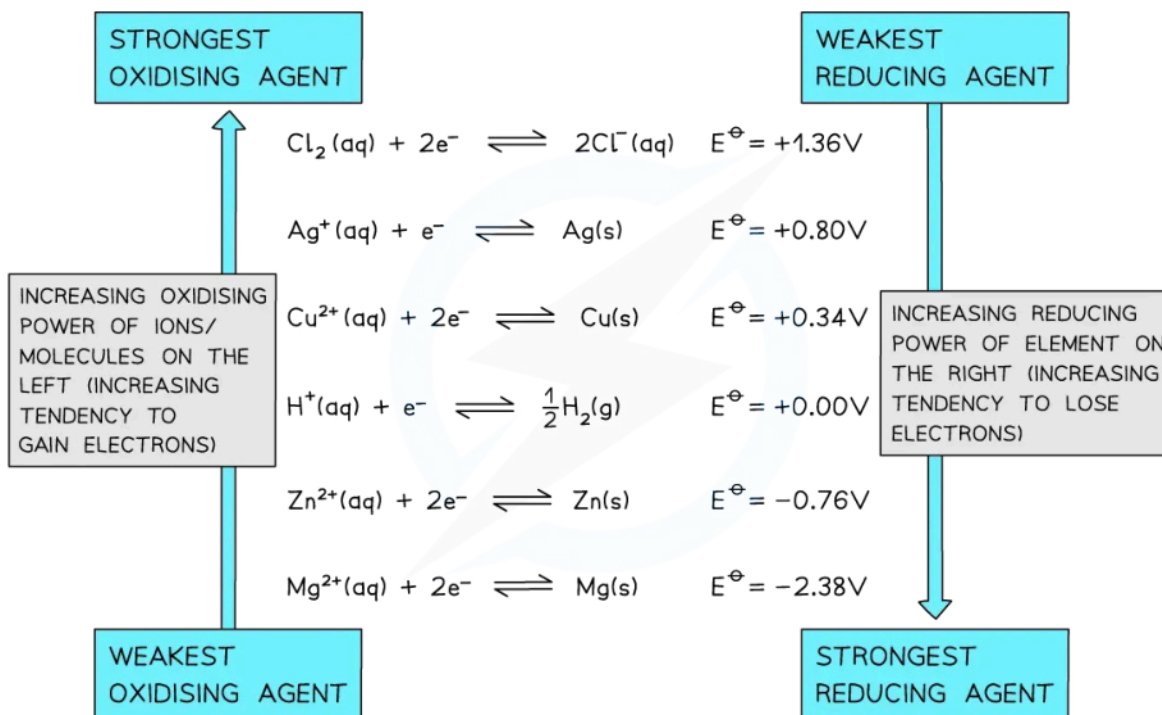 STRONGEST
OXIDISING AGENT
WEAKEST
REDUCING AGENT
Cl₂(aq) + 2e⁻ ⇌ 2Cl⁻(aq) E⦵ = +1.36V
Ag⁺(aq) + e⁻ ⇌ Ag(s) E⦵ = +0.80V
INCREASING OXIDISING
POWER OF IONS/
MOLECULES ON THE
LEFT (INCREASING
TENDENCY TO
GAIN ELECTRONS)
Cu²⁺(aq) + 2e⁻ ⇌ Cu(s) E⦵ = +0.34V
H⁺(aq) + e⁻ ⇌ ½H₂(g) E⦵ = +0.00V
INCREASING REDUCING
POWER OF ELEMENT ON
THE RIGHT (INCREASING
TENDENCY TO LOSE
ELECTRONS)
Zn²⁺(aq) + 2e⁻ ⇌ Zn(s) E⦵ = −0.76V
Mg²⁺(aq) + 2e⁻ ⇌ Mg(s) E⦵ = −2.38V
WEAKEST
OXIDISING AGENT
STRONGEST
REDUCING AGENT